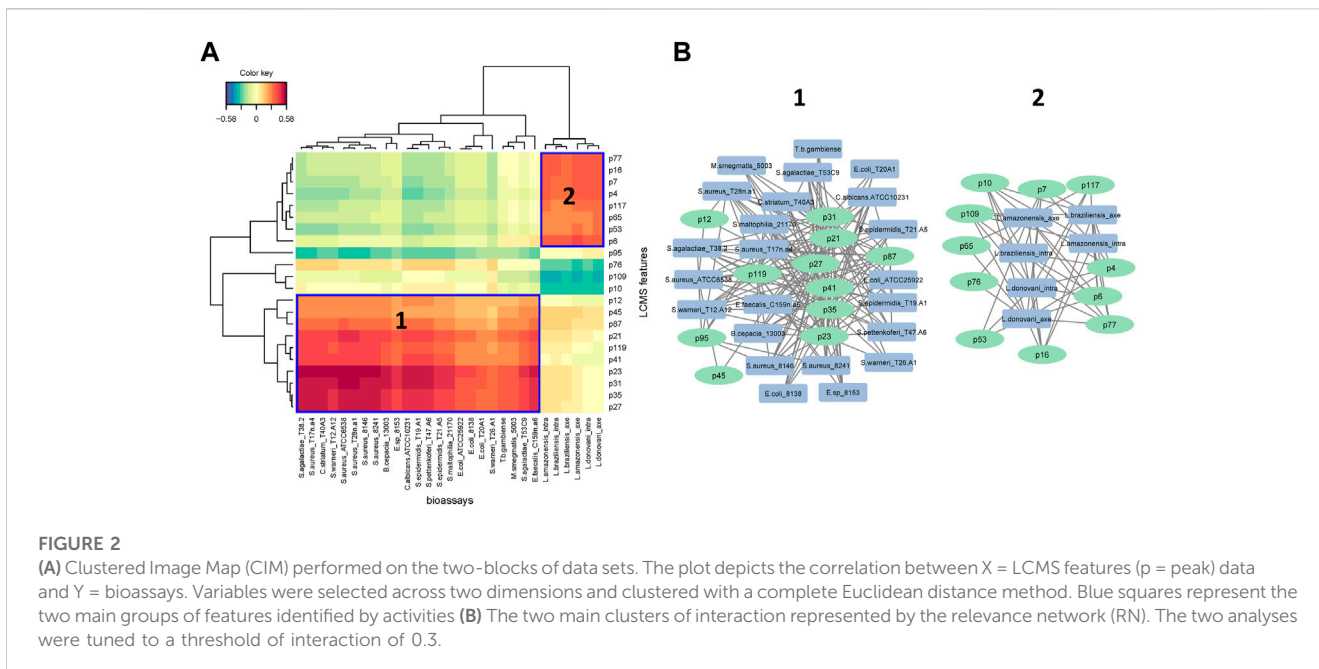 A
Color key
−0.58 0 0.58
p77
p16
p7
p4
p117
p65
p53
p6
p95
p76
p109
p10
p12
p45
p87
p21
p119
p41
p23
p31
p35
p27
2
1
LCMS features
S.agalactiae_T38.2
S.aureus_T17n.a4
C.striatum_T40A3
S.warneri_T12.A12
S.aureus_ATCC6538
S.aureus_T28n.a1
S.aureus_8146
S.aureus_8241
B.cepacia_13003
E.sp_8153
C.albicans.ATCC10231
S.epidermidis_T19.A1
S.pettenkoferi_T47.A6
S.epidermidis_T21.A5
S.maltophilia_21170
E.coli_ATCC25922
E.coli_8138
E.coli_T20A1
S.warneri_T26.A1
T.b.gambiense
M.smegmatis_5003
S.agalactiae_T53C9
E.faecalis_C159n.a6
L.amazonensis_intra
L.braziliensis_intra
L.braziliensis_axe
L.amazonensis_axe
L.donovani_intra
L.donovani_axe
bioassays
B
1
T.b.gambiense
M.smegmatis_5003
S.agalactiae_T53C9
E.coli_T20A1
S.aureus_T28n.a1
C.striatum_T40A3
C.albicans.ATCC10231
p31
p12
S.maltophilia_21170
S.epidermidis_T21.A5
p21
S.agalactiae_T38.2
S.aureus_T17n.a4
p87
p27
p119
S.aureus_ATCC6538
E.coli_ATCC25922
p41
S.warneri_T12.A12
E.faecalis_C159n.a6
S.epidermidis_T19.A1
p35
B.cepacia_13003
S.pettenkoferi_T47.A6
p23
p95
S.aureus_8146
S.aureus_8241
S.warneri_T26.A1
p45
E.coli_8138
E.sp_8153
2
p10
p7
p117
p109
L.amazonensis_axe
L.braziliensis_axe
p65
L.braziliensis_intra
L.amazonensis_intra
p4
p76
L.donovani_intra
p6
L.donovani_axe
p77
p53
p16
FIGURE 2
(A) Clustered Image Map (CIM) performed on the two-blocks of data sets. The plot depicts the correlation between X = LCMS features (p = peak) data
and Y = bioassays. Variables were selected across two dimensions and clustered with a complete Euclidean distance method. Blue squares represent the
two main groups of features identified by activities (B) The two main clusters of interaction represented by the relevance network (RN). The two analyses
were tuned to a threshold of interaction of 0.3.